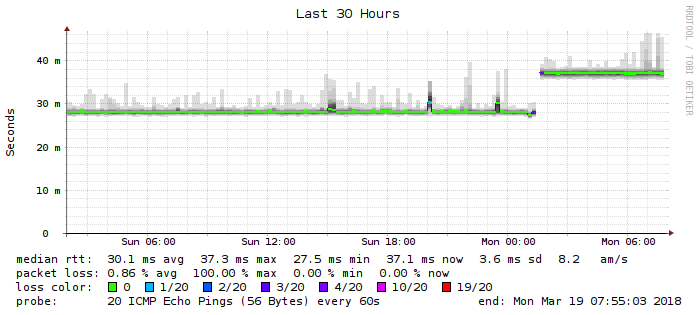 Last 30 Hours
RRDTOOL / TOBI OETIKER
Seconds
40 m
30 m
20 m
10 m
0
Sun 06:00 Sun 12:00 Sun 18:00 Mon 00:00 Mon 06:00
median rtt: 30.1 ms avg 37.3 ms max 27.5 ms min 37.1 ms now 3.6 ms sd 8.2 am/s
packet loss: 0.86 % avg 100.00 % max 0.00 % min 0.00 % now
loss color: 0 1/20 2/20 3/20 4/20 10/20 19/20
probe: 20 ICMP Echo Pings (56 Bytes) every 60s end: Mon Mar 19 07:55:03 2018